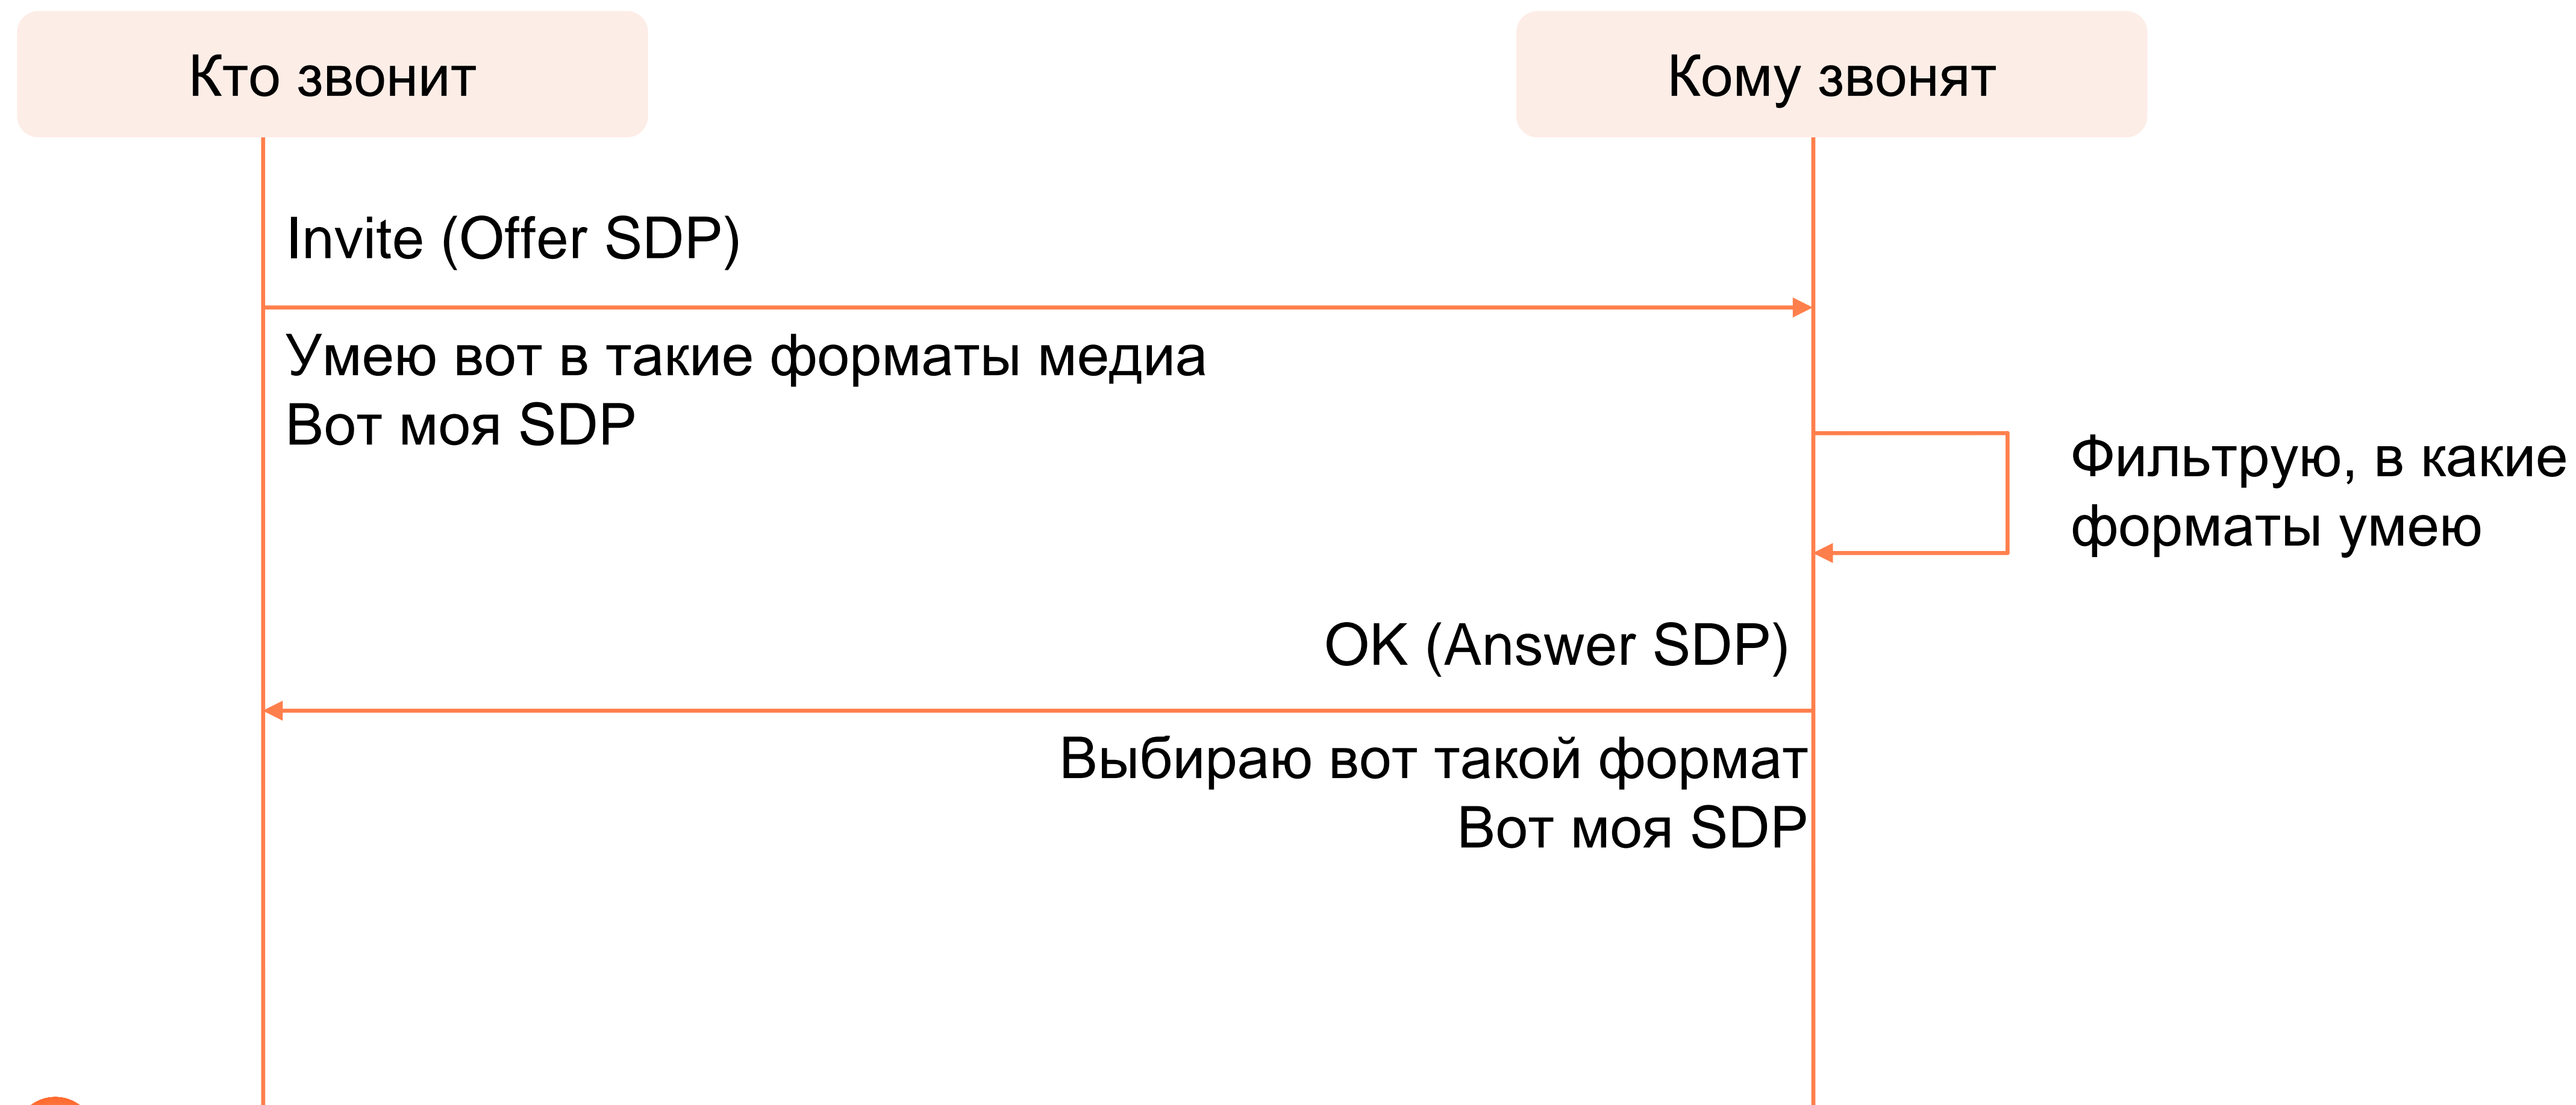 Кто звонит
Кому звонят
Invite (Offer SDP)
Умею вот в такие форматы медиа
Вот моя SDP
Фильтрую, в какие
форматы умею
OK (Answer SDP)
Выбираю вот такой формат
Вот моя SDP